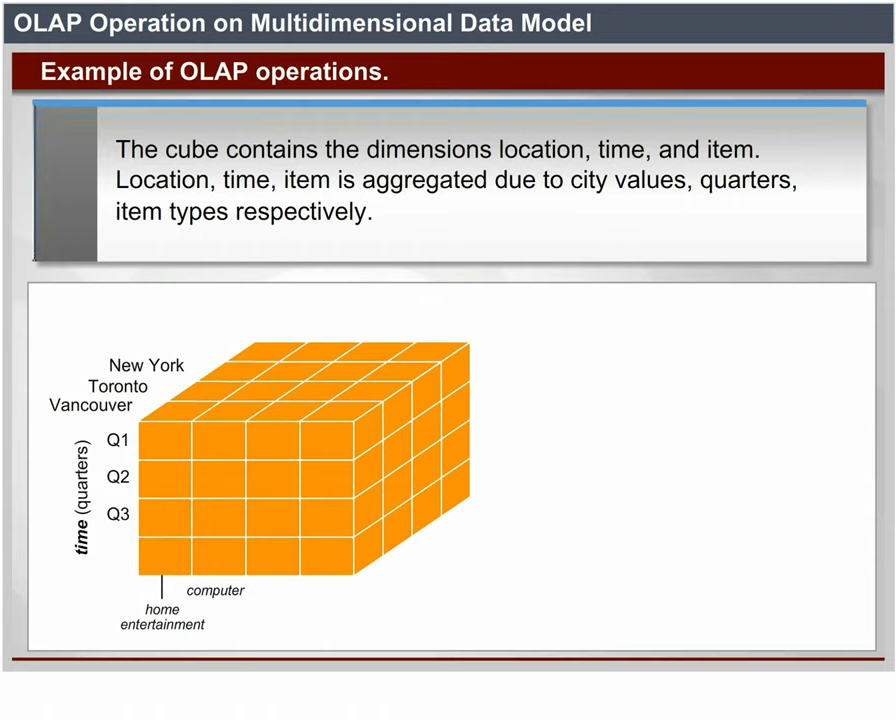 OLAP Operation on Multidimensional Data Model
Example of OLAP operations.
The cube contains the dimensions location, time, and item.
Location, time, item is aggregated due to city values, quarters,
item types respectively.
New York
Toronto
Vancouver
Q1
Q2
Q3
time (quarters)
computer
home
entertainment